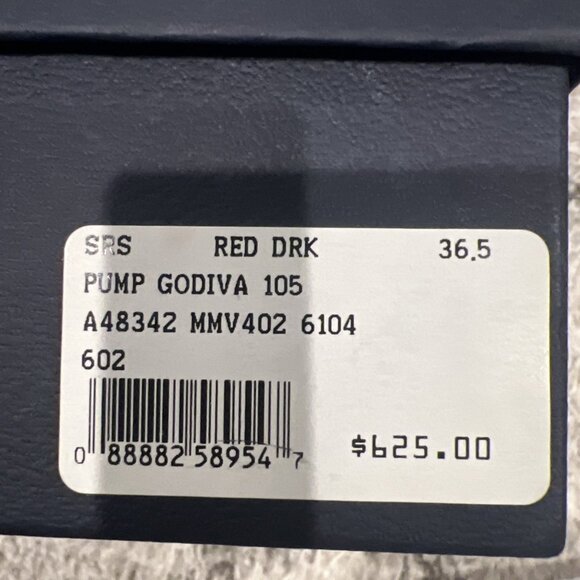 SRS RED DRK 36.5
PUMP GODIVA 105
A48342 MMV402 6104
602
0 88882 58954 7
$625.00